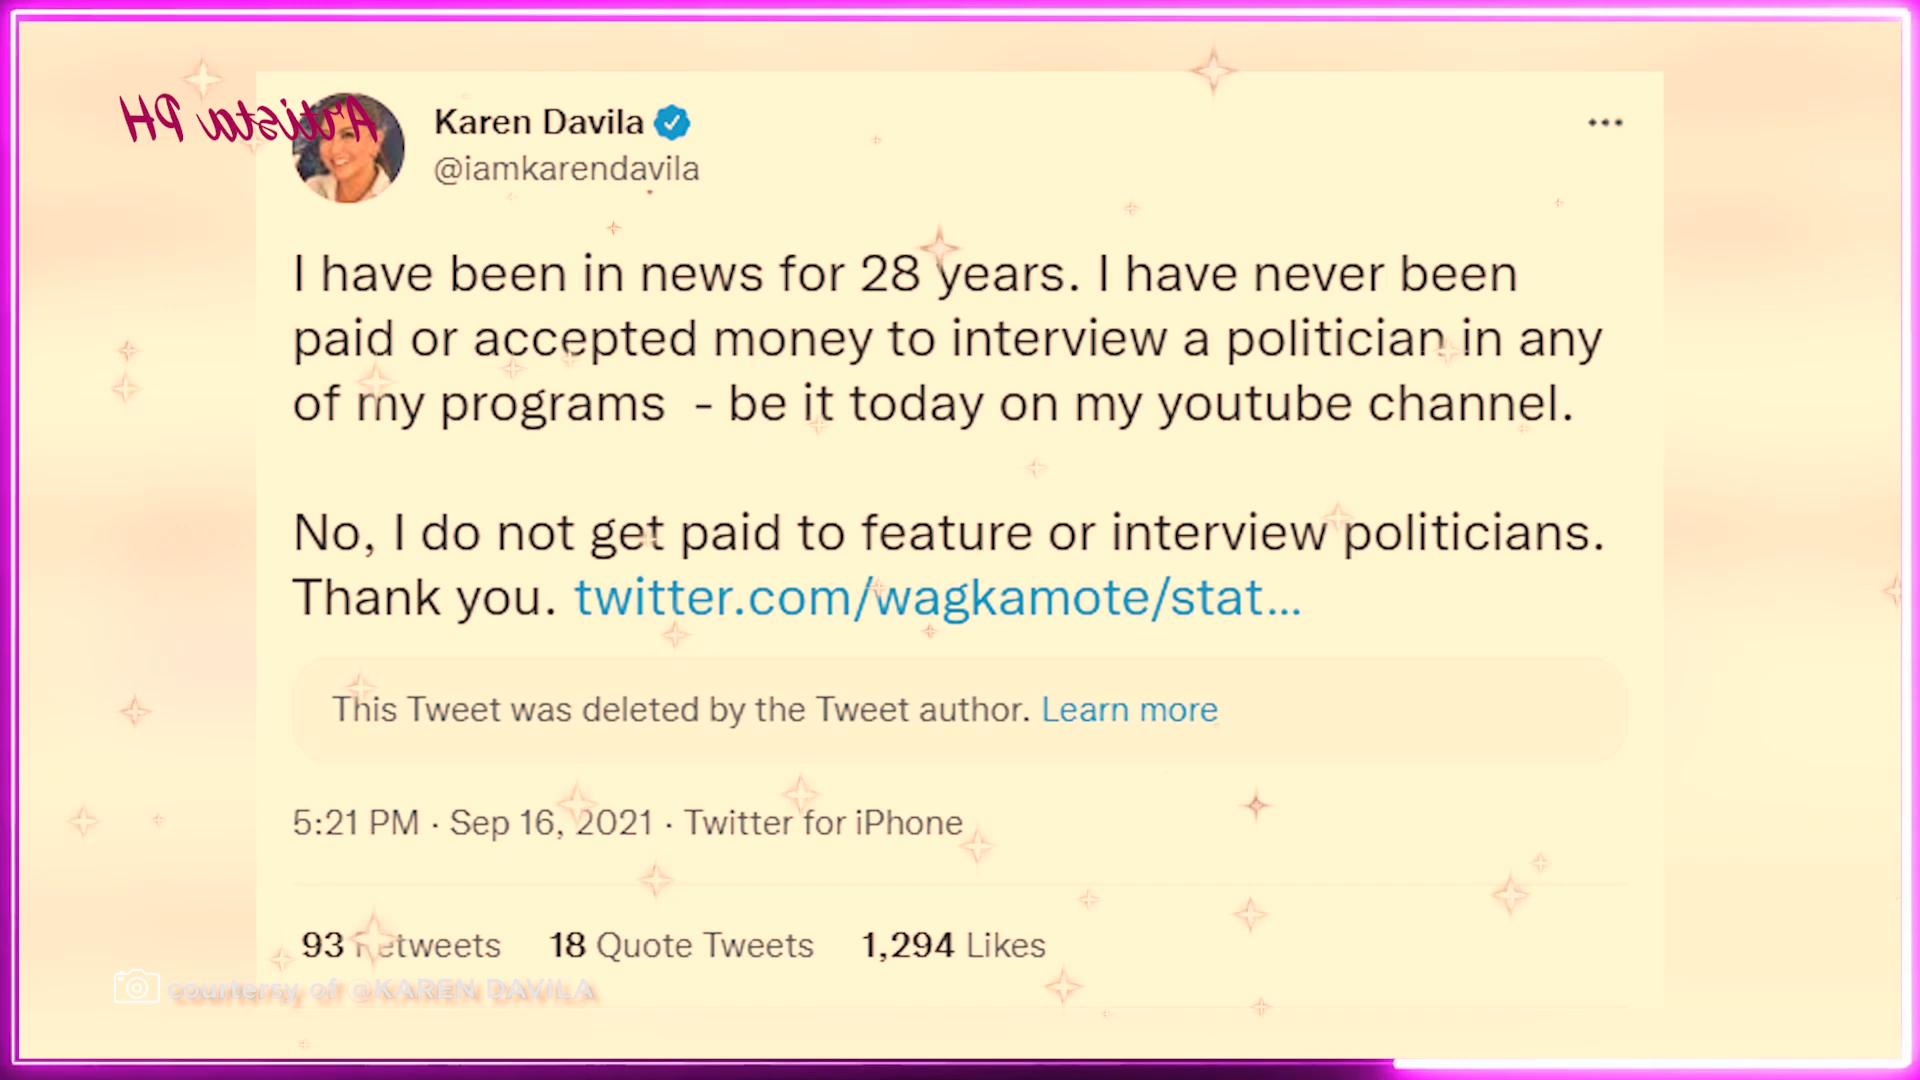 Artista PH
Karen Davila
@iamkarendavila
I have been in news for 28 years. I have never been
paid or accepted money to interview a politician in any
of my programs - be it today on my youtube channel.
No, I do not get paid to feature or interview politicians.
Thank you. twitter.com/wagkamote/stat...
This Tweet was deleted by the Tweet author. Learn more
5:21 PM · Sep 16, 2021 · Twitter for iPhone
93 Retweets 18 Quote Tweets 1,294 Likes
courtersy of @KAREN DAVILA